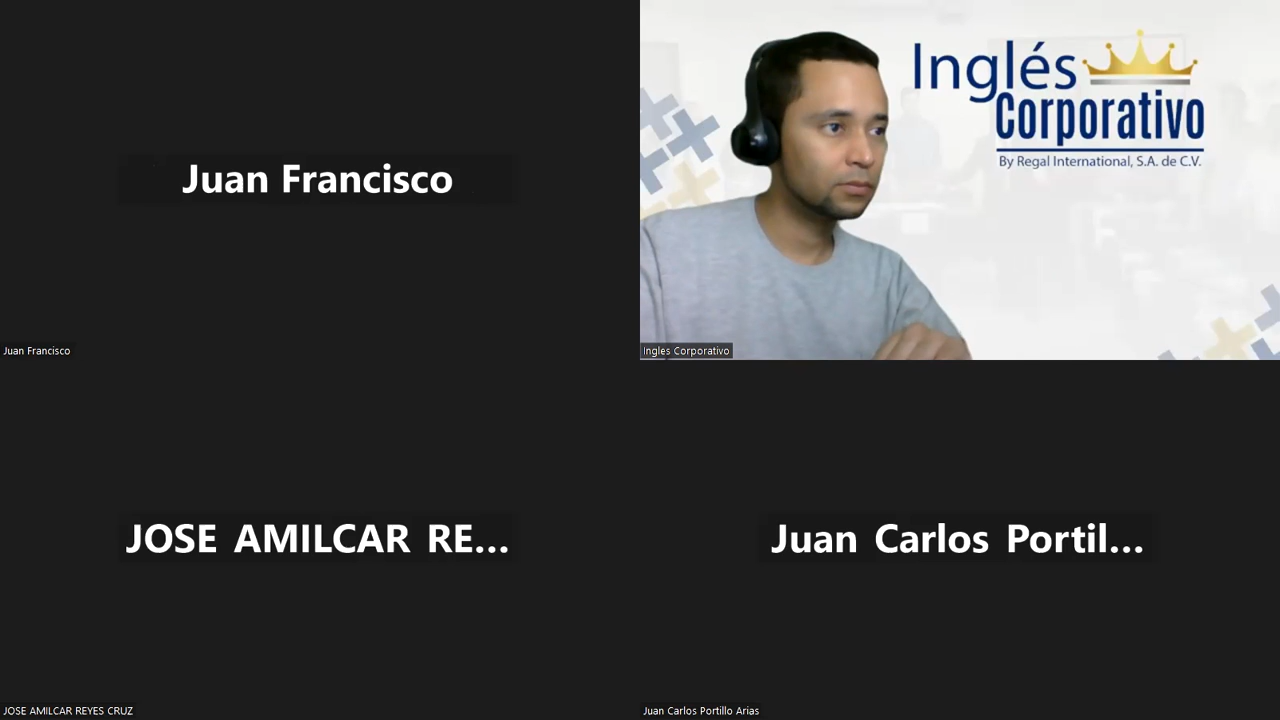 Juan Francisco
Juan Francisco
Inglés
Corporativo
By Regal International, S.A. de C.V.
Ingles Corporativo
JOSE AMILCAR RE...
JOSE AMILCAR REYES CRUZ
Juan Carlos Portil...
Juan Carlos Portillo Arias